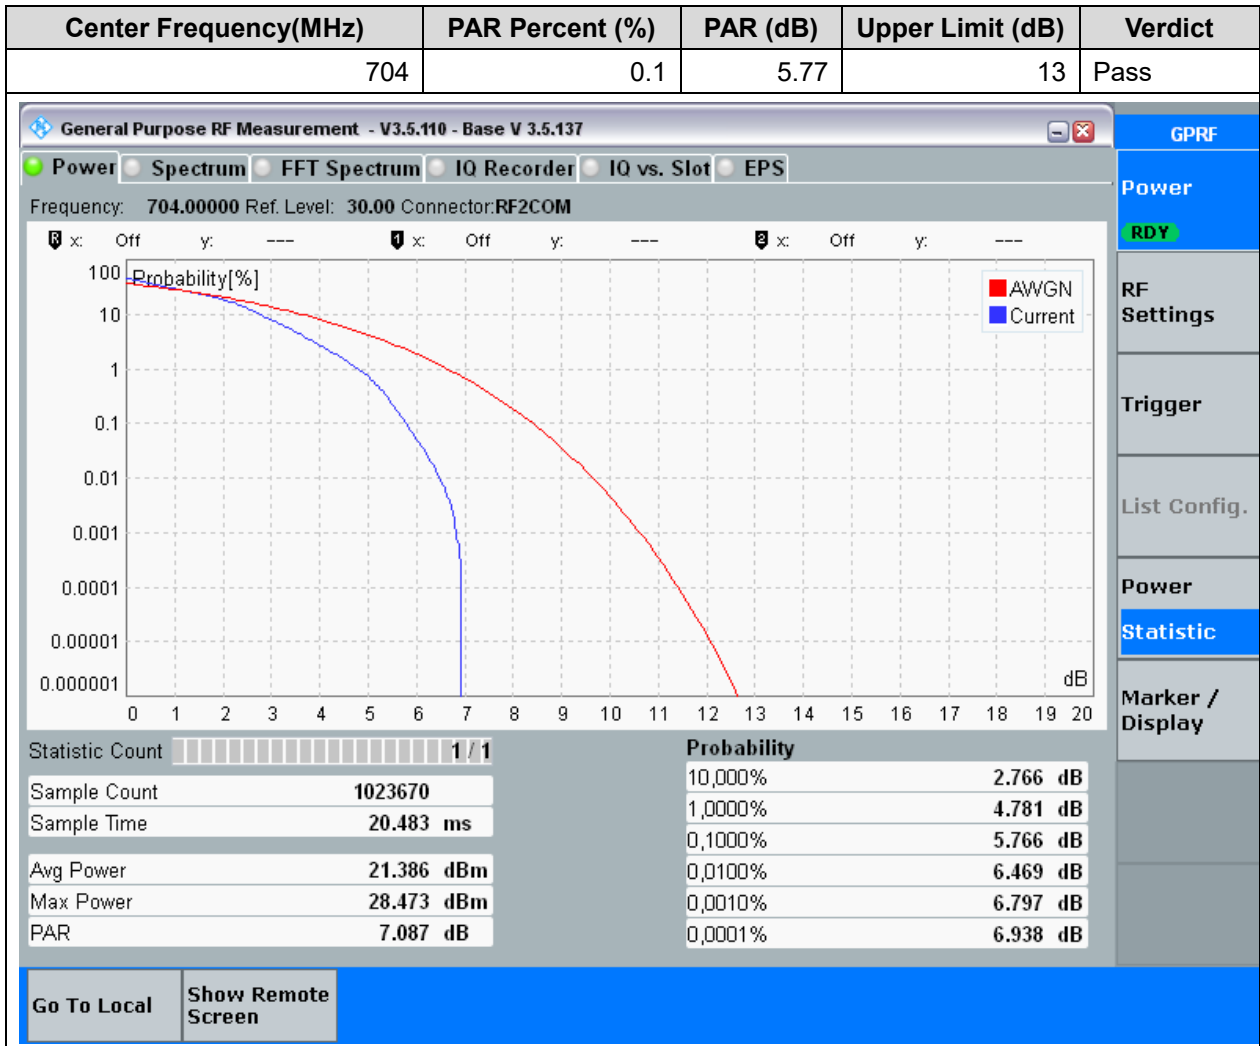 Center Frequency(MHz) PAR Percent (%) PAR (dB) Upper Limit (dB) Verdict
704 0.1 5.77 13 Pass
General Purpose RF Measurement - V3.5.110 - Base V 3.5.137
GPRF
Power Spectrum FFT Spectrum IQ Recorder IQ vs. Slot EPS
Power
RDY
Frequency: 704.00000 Ref. Level: 30.00 Connector:RF2COM
R x: Off y: --- 1 x: Off y: --- 2 x: Off y: ---
Probability[%]
AWGN
Current
100
10
1
0.1
0.01
0.001
0.0001
0.00001
0.000001
dB
0 1 2 3 4 5 6 7 8 9 10 11 12 13 14 15 16 17 18 19 20
RF
Settings
Trigger
List Config.
Power
Statistic
Marker /
Display
Statistic Count 1 / 1
Sample Count 1023670
Sample Time 20.483 ms
Avg Power 21.386 dBm
Max Power 28.473 dBm
PAR 7.087 dB
Probability
10,000% 2.766 dB
1,0000% 4.781 dB
0,1000% 5.766 dB
0,0100% 6.469 dB
0,0010% 6.797 dB
0,0001% 6.938 dB
Go To Local
Show Remote
Screen